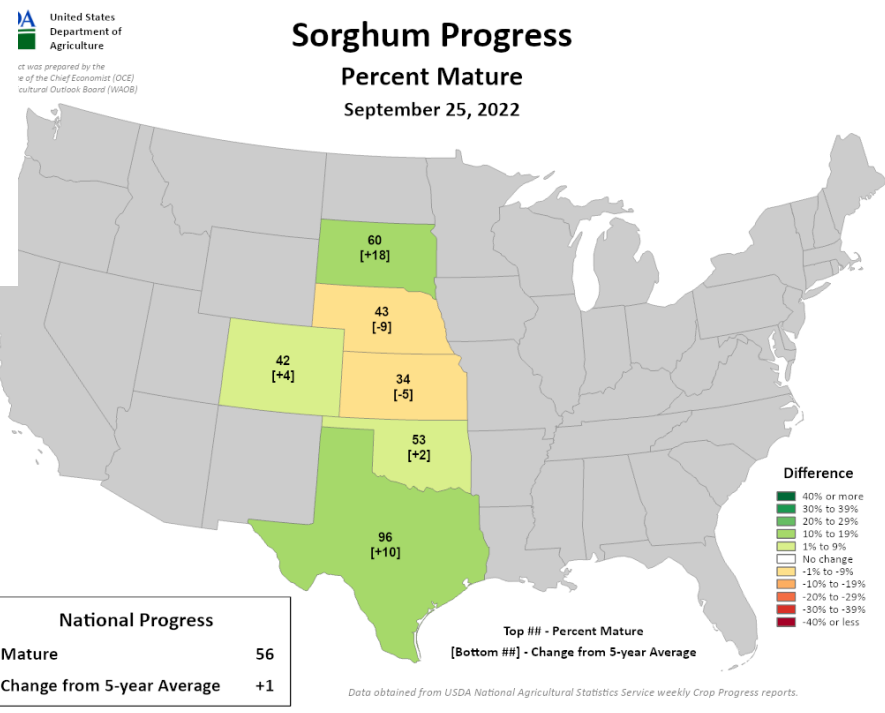 United States
Department of
Agriculture
was prepared by the
of the Chief Economist (OCE)
Outlook Board (WAOB)
Sorghum Progress
Percent Mature
September 25, 2022
60
[+18]
43
[-9]
42
[+4]
34
[-5]
53
[+2]
96
[+10]
Difference
40% or more
30% to 39%
20% to 29%
10% to 19%
1% to 9%
No change
-1% to -9%
-10% to -19%
-20% to -29%
-30% to -39%
-40% or less
National Progress
Mature 56
Change from 5-year Average +1
Top ## - Percent Mature
[Bottom ##] - Change from 5-year Average
Data obtained from USDA National Agricultural Statistics Service weekly Crop Progress reports.